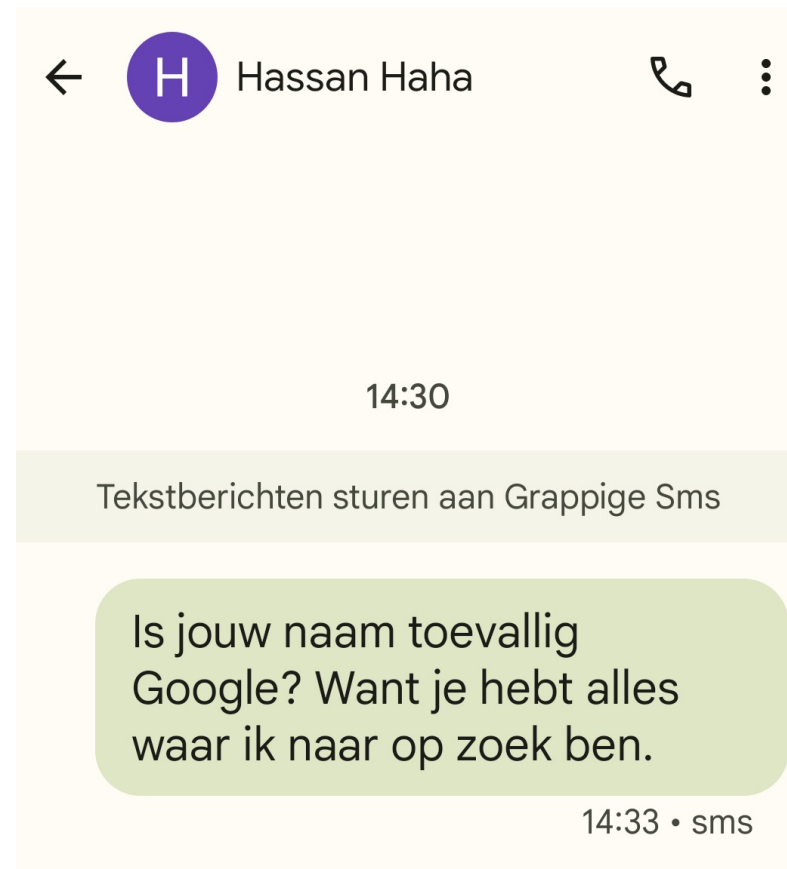 H Hassan Haha
14:30
Tekstberichten sturen aan Grappige Sms
Is jouw naam toevallig
Google? Want je hebt alles
waar ik naar op zoek ben.
14:33 • sms